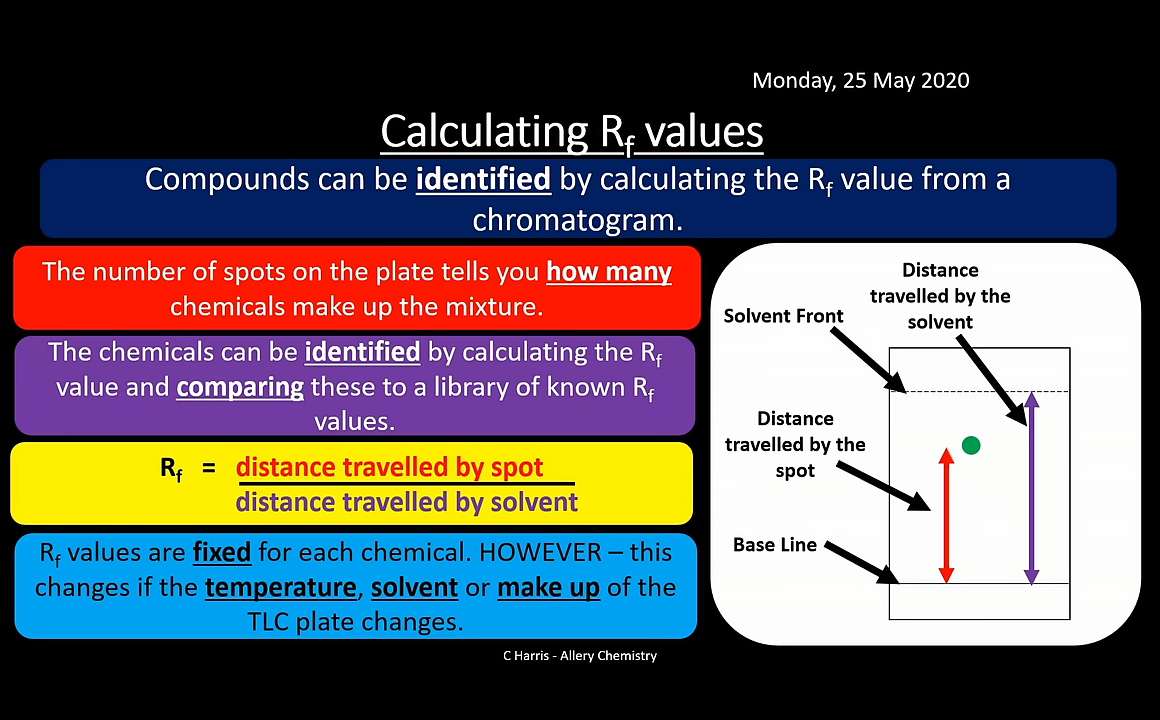 Monday, 25 May 2020
Calculating Rf values
Compounds can be identified by calculating the Rf value from a
chromatogram.
The number of spots on the plate tells you how many
chemicals make up the mixture.
The chemicals can be identified by calculating the Rf
value and comparing these to a library of known Rf
values.
Rf = distance travelled by spot
distance travelled by solvent
Rf values are fixed for each chemical. HOWEVER – this
changes if the temperature, solvent or make up of the
TLC plate changes.
Distance
travelled by the
solvent
Solvent Front
Distance
travelled by the
spot
Base Line
C Harris - Allery Chemistry